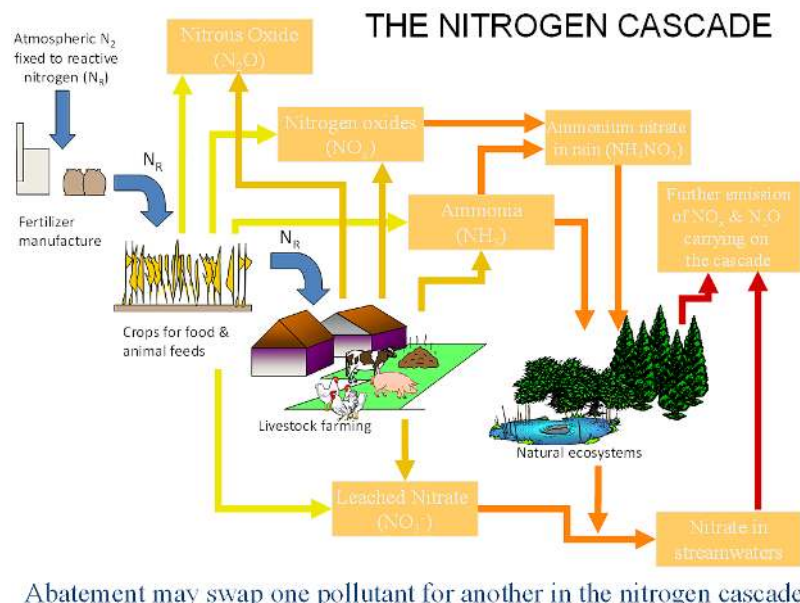 THE NITROGEN CASCADE
Atmospheric N₂
fixed to reactive
nitrogen (Nᵣ)
Nitrous Oxide
(N₂O)
Nitrogen oxides
(NOₓ)
Ammonium nitrate
in rain (NH₄NO₃)
Nᵣ
Fertilizer
manufacture
Ammonia
(NH₃)
Further emission
of NOₓ & N₂O
carrying on
the cascade
Nᵣ
Crops for food &
animal feeds
Livestock farming
Natural ecosystems
Leached Nitrate
(NO₃⁻)
Nitrate in
streamwaters
Abatement may swap one pollutant for another in the nitrogen cascade